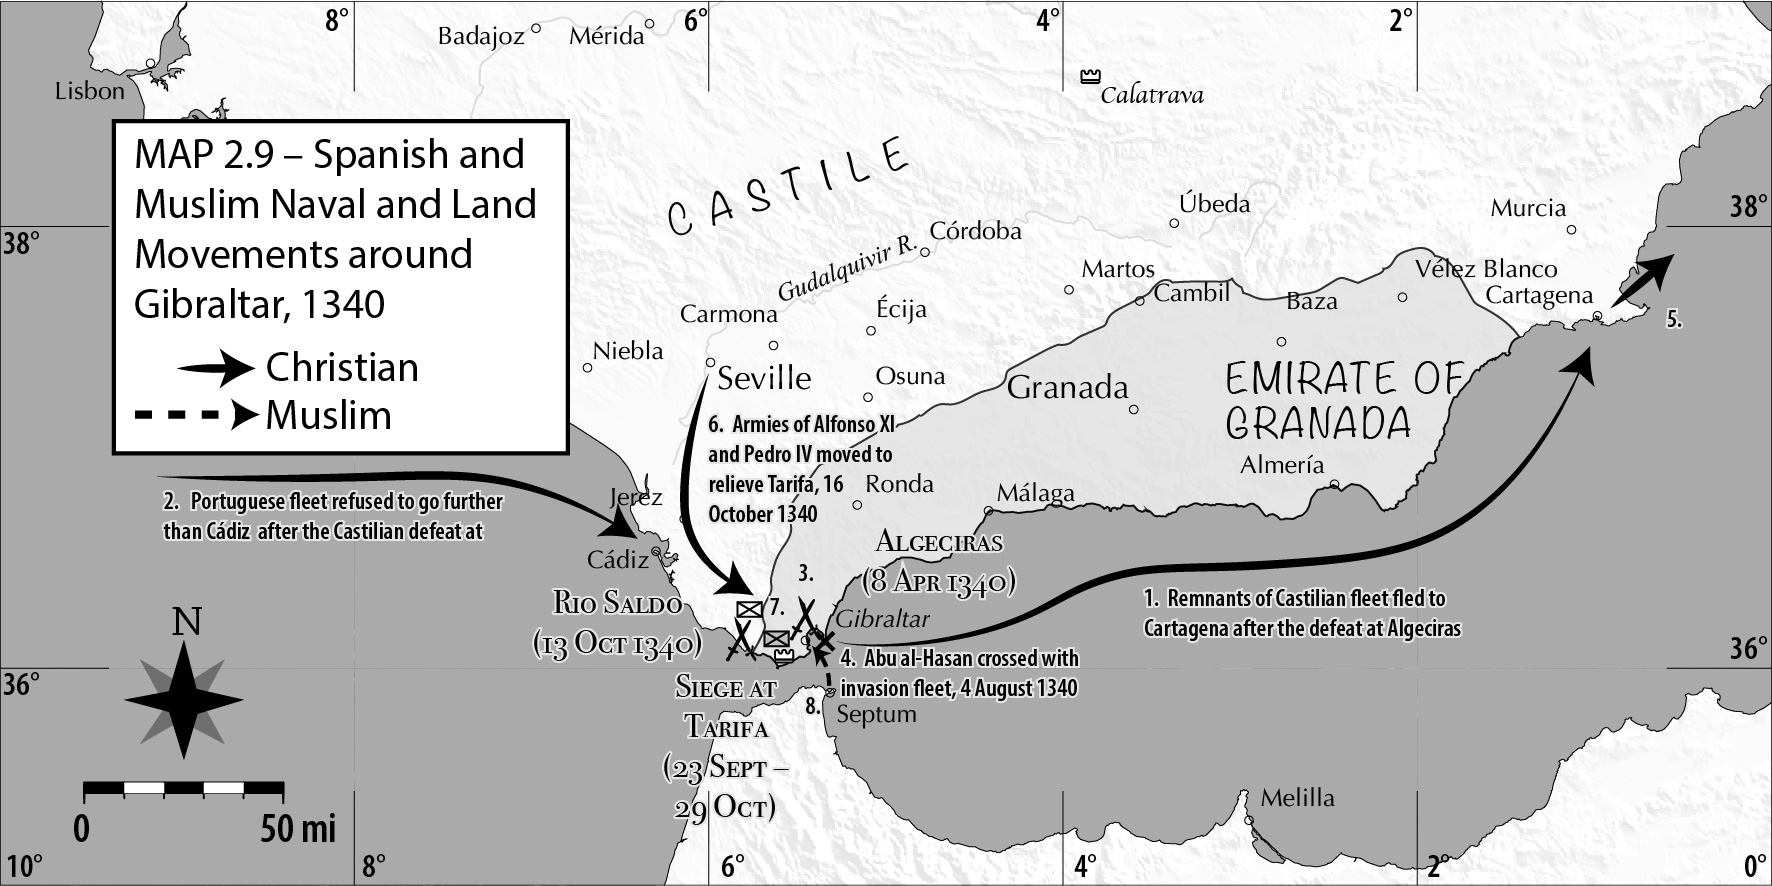 8°
6°
4°
2°
Badajoz
Mérida
Lisbon
Calatrava
MAP 2.9 – Spanish and
Muslim Naval and Land
Movements around
Gibraltar, 1340
Christian
Muslim
CASTILE
Úbeda
Murcia
38°
38°
Córdoba
Gudalquivir R.
Martos
Vélez Blanco
Cambil
Baza
Cartagena
Carmona
Écija
5.
Niebla
Seville
Osuna
Granada
EMIRATE OF
GRANADA
6. Armies of Alfonso XI
and Pedro IV moved to
relieve Tarifa, 16
October 1340
Almería
Ronda
Málaga
Jerez
2. Portuguese fleet refused to go further
than Cádiz after the Castilian defeat at
Cádiz
Algeciras
(8 Apr 1340)
3.
Rio Saldo
(13 Oct 1340)
7.
Gibraltar
1. Remnants of Castilian fleet fled to
Cartagena after the defeat at Algeciras
N
36°
36°
4. Abu al-Hasan crossed with
invasion fleet, 4 August 1340
Siege at
Tarifa
(23 Sept –
29 Oct)
8.
Septum
Melilla
0 50 mi
10°
8°
6°
4°
2°
0°